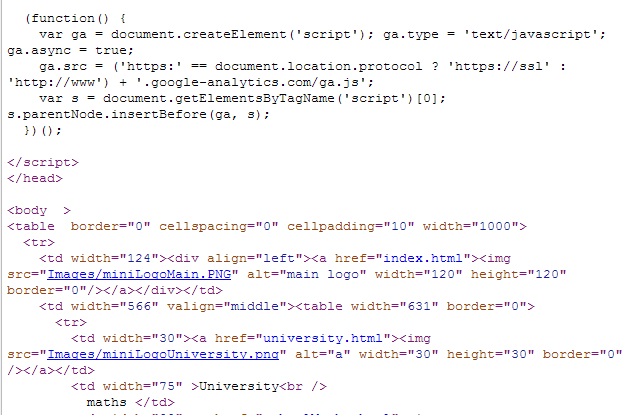 (function() {
var ga = document.createElement('script'); ga.type = 'text/javascript';
ga.async = true;
ga.src = ('https:' == document.location.protocol ? 'https://ssl' :
'http://www') + '.google-analytics.com/ga.js';
var s = document.getElementsByTagName('script')[0];
s.parentNode.insertBefore(ga, s);
})();
</script>
</head>
<body  >
<table  border="0" cellspacing="0" cellpadding="10" width="1000">
<tr>
<td width="124"><div align="left"><a href="index.html"><img
src="Images/miniLogoMain.PNG" alt="main logo" width="120" height="120"
border="0"/></a></div></td>
<td width="566" valign="middle"><table width="631" border="0">
<tr>
<td width="30"><a href="university.html"><img
src="Images/miniLogoUniversity.png" alt="a" width="30" height="30" border="0"
/></a></td>
<td width="75" >University<br />
maths </td>